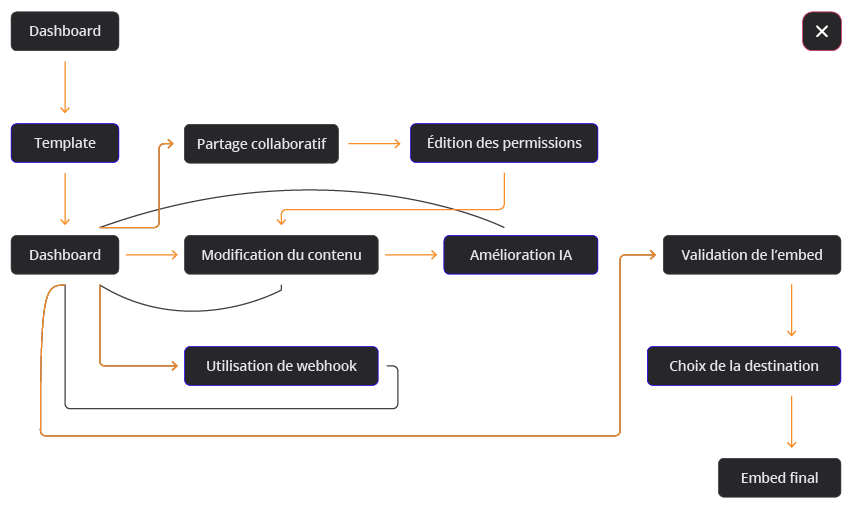 Dashboard
Template
Partage collaboratif
Édition des permissions
Dashboard
Modification du contenu
Amélioration IA
Validation de l’embed
Utilisation de webhook
Choix de la destination
Embed final